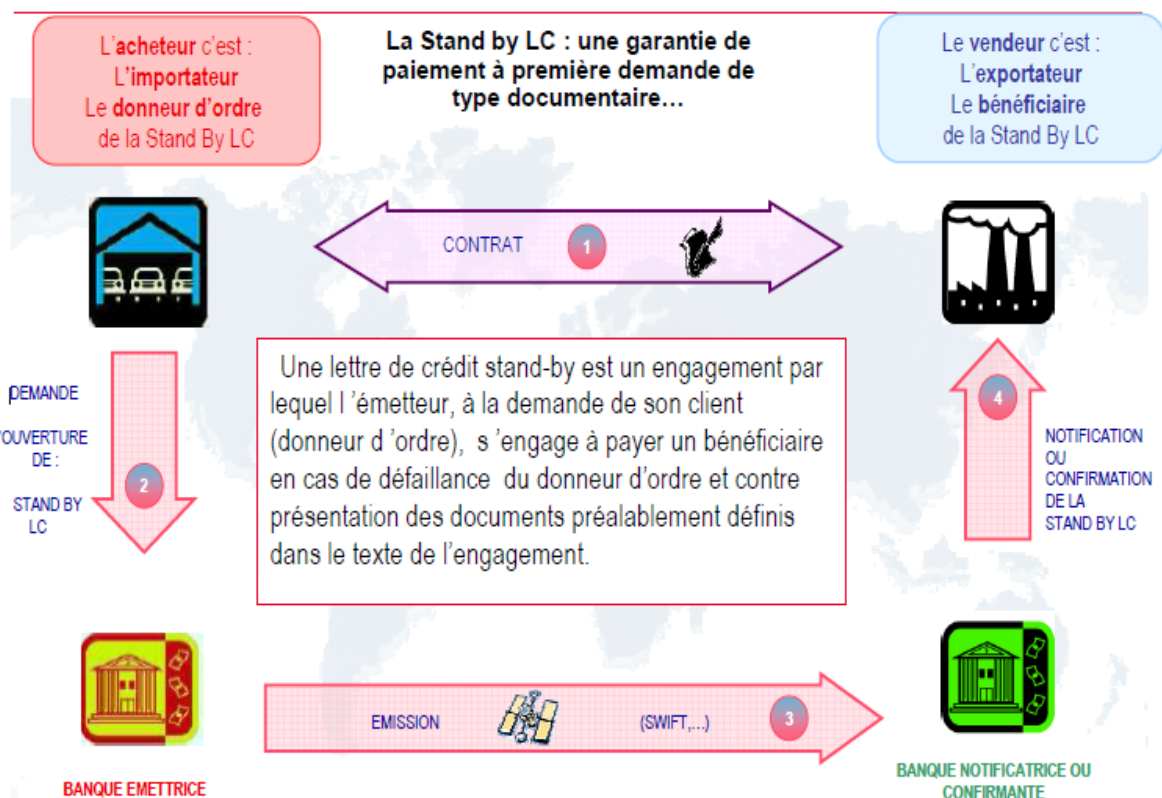 L'acheteur c'est :
L'importateur
Le donneur d'ordre
de la Stand By LC
La Stand by LC : une garantie de
paiement à première demande de
type documentaire…
Le vendeur c'est :
L'exportateur
Le bénéficiaire
de la Stand By LC
CONTRAT
1
DEMANDE
'OUVERTURE
DE :
STAND BY
LC
2
Une lettre de crédit stand-by est un engagement par
lequel l 'émetteur, à la demande de son client
(donneur d 'ordre), s 'engage à payer un bénéficiaire
en cas de défaillance du donneur d'ordre et contre
présentation des documents préalablement définis
dans le texte de l'engagement.
4
NOTIFICATION
OU
CONFIRMATION
DE LA
STAND BY LC
EMISSION
(SWIFT,...)
3
BANQUE EMETTRICE
BANQUE NOTIFICATRICE OU
CONFIRMANTE